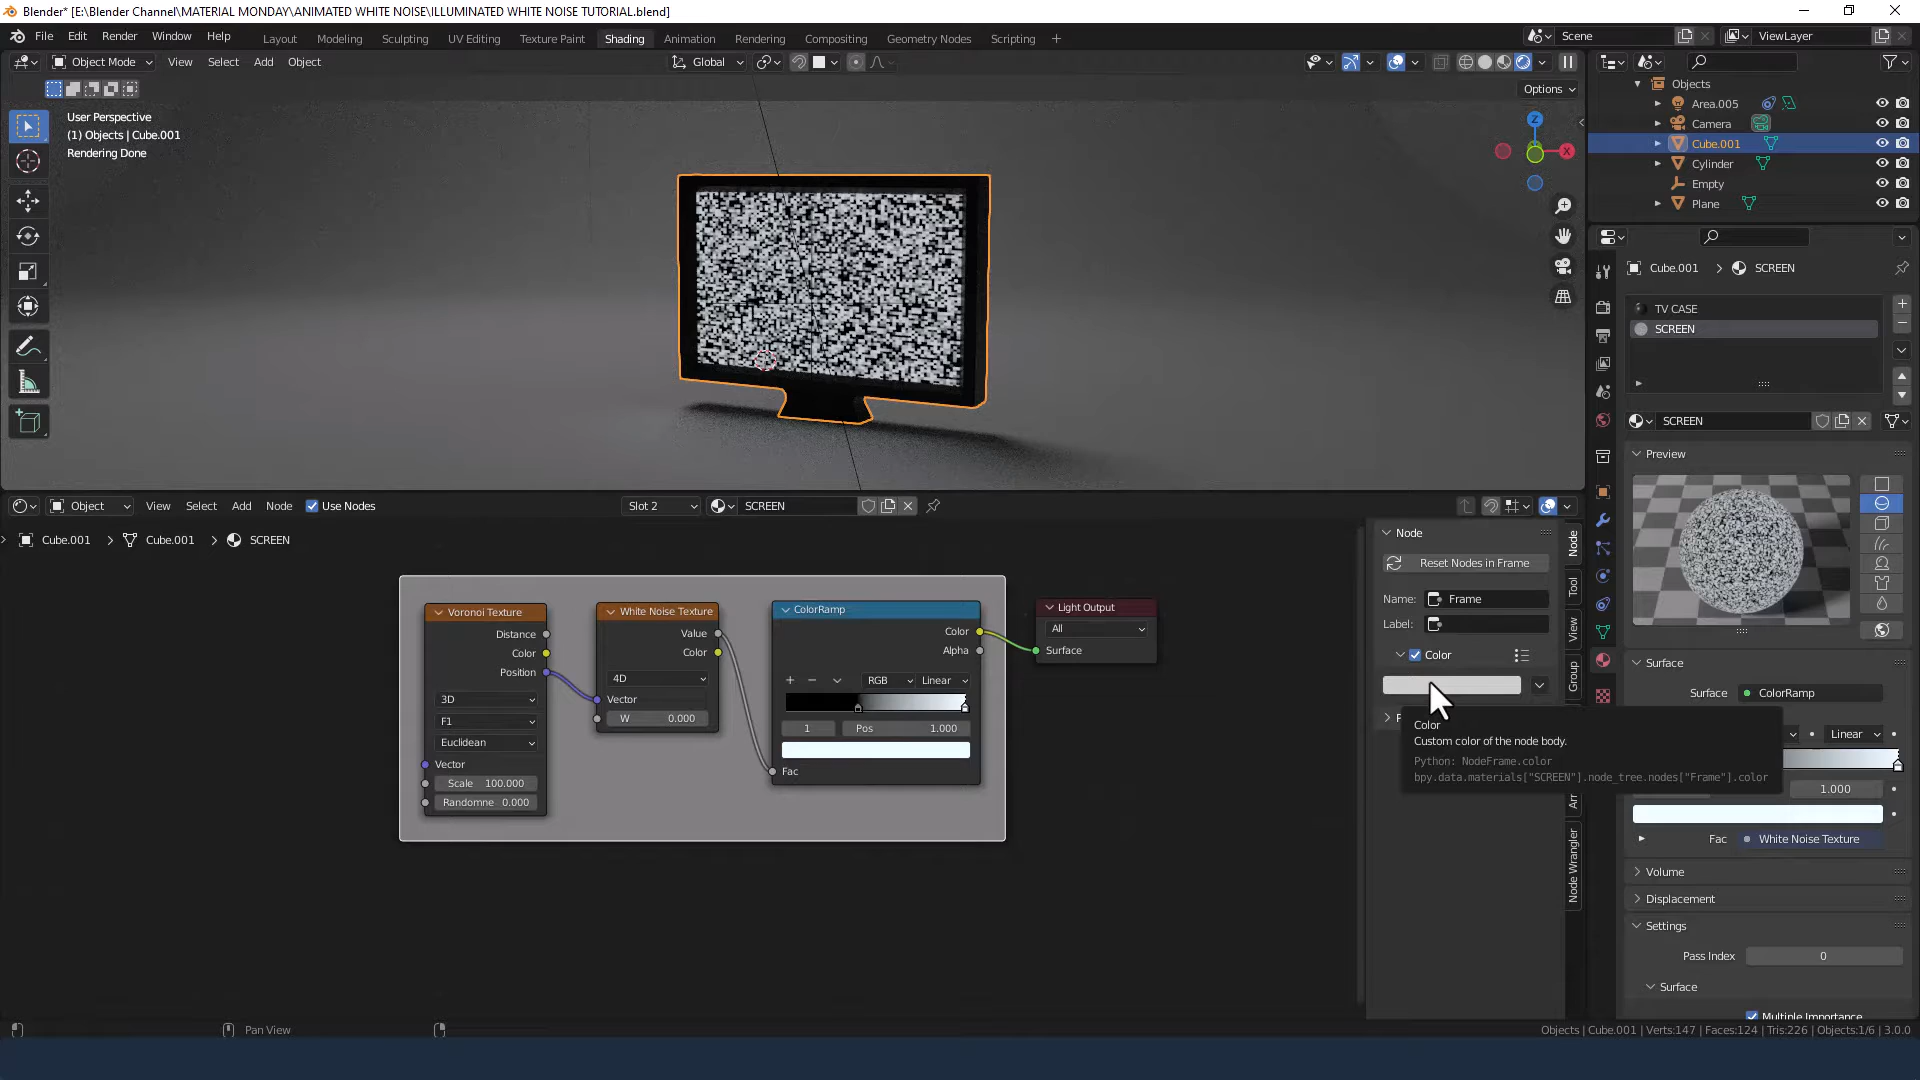 Blender* [E:\Blender Channel\MATERIAL MONDAY\ANIMATED WHITE NOISE\ILLUMINATED WHITE NOISE TUTORIAL.blend]
File Edit Render Window Help Layout Modeling Sculpting UV Editing Texture Paint Shading Animation Rendering Compositing Geometry Nodes Scripting + Scene ViewLayer
Object Mode View Select Add Object Global
Options
User Perspective
(1) Objects | Cube.001
Rendering Done
Z
X
Objects
Area.005
Camera
Cube.001
Cylinder
Empty
Plane
Cube.001 > SCREEN
TV CASE
SCREEN
SCREEN
Preview
Object View Select Add Node Use Nodes Slot 2 SCREEN
Cube.001 > Cube.001 > SCREEN
Voronoi Texture
Distance
Color
Position
3D
F1
Euclidean
Vector
Scale 100.000
Randomne 0.000
White Noise Texture
Value
Color
4D
Vector
W 0.000
ColorRamp
Color
Alpha
RGB Linear
1 Pos 1.000
Fac
Light Output
All
Surface
Node
Reset Nodes in Frame
Name: Frame
Label:
Color
P
Color
Custom color of the node body.
Python: NodeFrame.color
bpy.data.materials["SCREEN"].node_tree.nodes["Frame"].color
Node
Tool
View
Group
Arr
Node Wrangler
Surface
Surface ColorRamp
Linear
1.000
Fac White Noise Texture
Volume
Displacement
Settings
Pass Index 0
Surface
Multiple Importance
Pan View
Objects | Cube.001 | Verts:147 | Faces:124 | Tris:226 | Objects:1/6 | 3.0.0